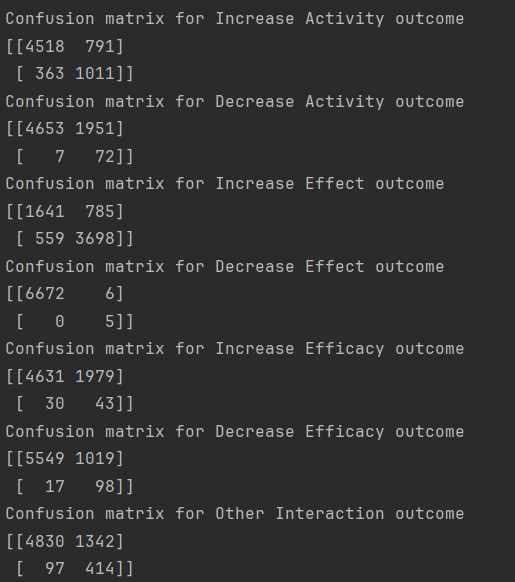 Confusion matrix for Increase Activity outcome
[[4518  791]
 [ 363 1011]]
Confusion matrix for Decrease Activity outcome
[[4653 1951]
 [   7   72]]
Confusion matrix for Increase Effect outcome
[[1641  785]
 [ 559 3698]]
Confusion matrix for Decrease Effect outcome
[[6672    6]
 [   0    5]]
Confusion matrix for Increase Efficacy outcome
[[4631 1979]
 [  30   43]]
Confusion matrix for Decrease Efficacy outcome
[[5549 1019]
 [  17   98]]
Confusion matrix for Other Interaction outcome
[[4830 1342]
 [  97  414]]